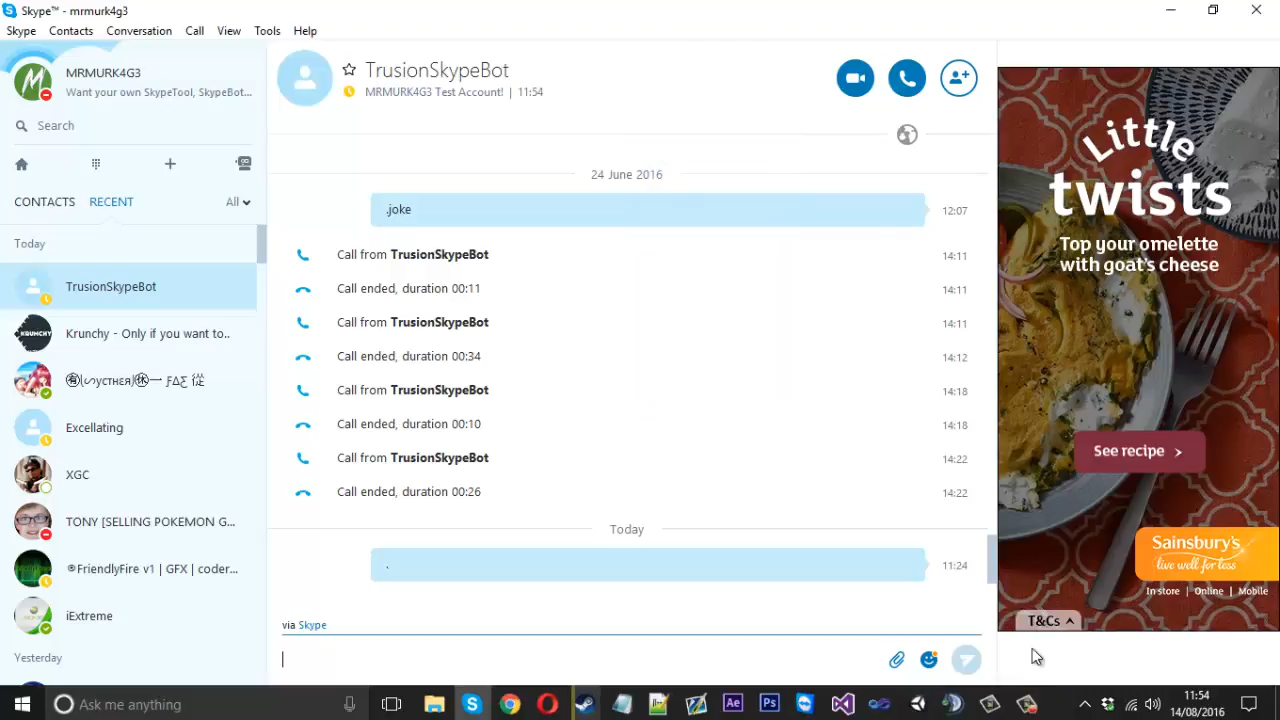 Skype™ - mrmurk4g3
Skype Contacts Conversation Call View Tools Help
MRMURK4G3
Want your own SkypeTool, SkypeBot...
Search
CONTACTS RECENT All
Today
TrusionSkypeBot
Krunchy - Only if you want to..
Excellating
XGC
TONY [SELLING POKEMON G...
®FriendlyFire v1 | GFX | coder...
iExtreme
Yesterday
TrusionSkypeBot
MRMURK4G3 Test Account! | 11:54
24 June 2016
.joke 12:07
Call from TrusionSkypeBot 14:11
Call ended, duration 00:11 14:11
Call from TrusionSkypeBot 14:11
Call ended, duration 00:34 14:12
Call from TrusionSkypeBot 14:18
Call ended, duration 00:10 14:18
Call from TrusionSkypeBot 14:22
Call ended, duration 00:26 14:22
Today
. 11:24
via Skype
Little
twists
Top your omelette
with goat's cheese
See recipe >
Sainsbury's
live well for less
In store | Online | Mobile
T&Cs
Ask me anything
Ae Ps
11:54
14/08/2016